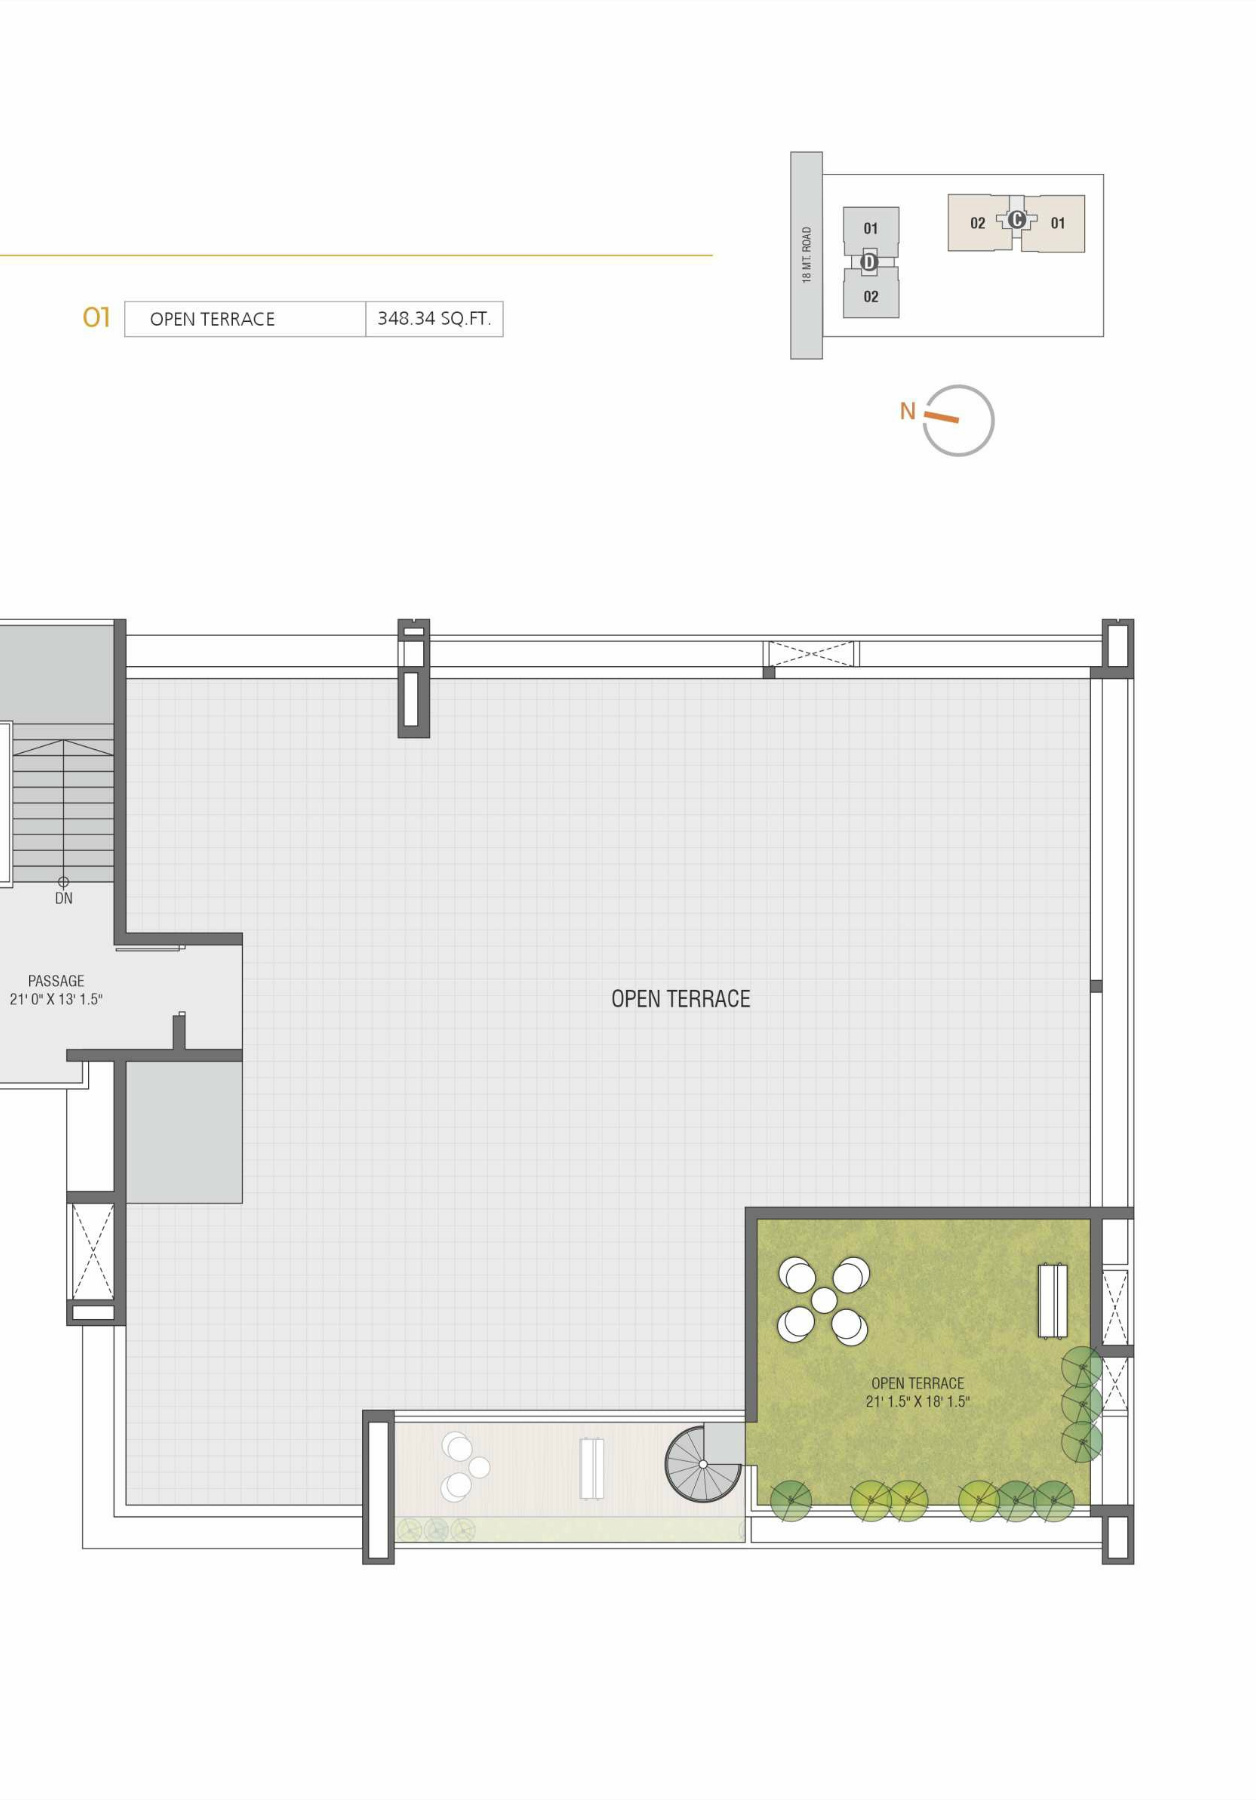 18 MT. ROAD
01
D
02
02
C
01
01
OPEN TERRACE
348.34 SQ.FT.
N
DN
PASSAGE
21' 0" X 13' 1.5"
OPEN TERRACE
OPEN TERRACE
21' 1.5" X 18' 1.5"